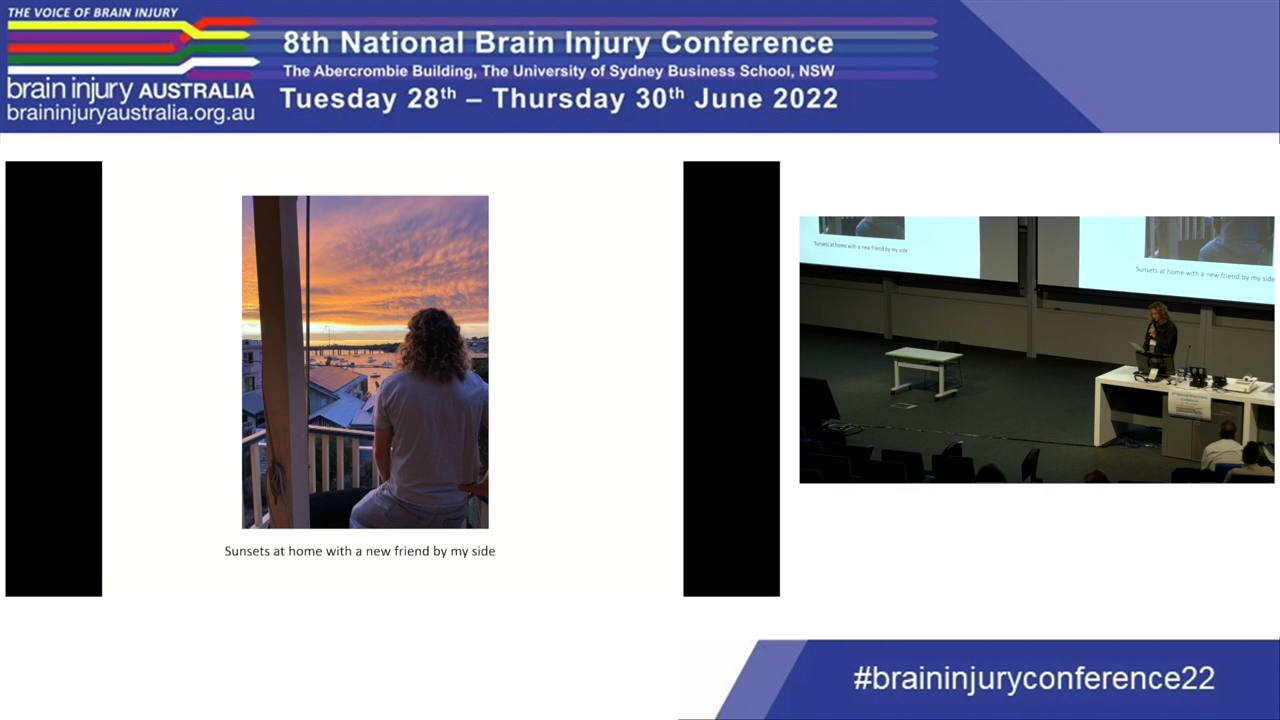 THE VOICE OF BRAIN INJURY
brain injury AUSTRALIA
braininjuryaustralia.org.au
8th National Brain Injury Conference
The Abercrombie Building, The University of Sydney Business School, NSW
Tuesday 28th – Thursday 30th June 2022
Sunsets at home with a new friend by my side
Sunsets at home with a new friend by my side
Sunsets at home with a new friend by my side
#braininjuryconference22